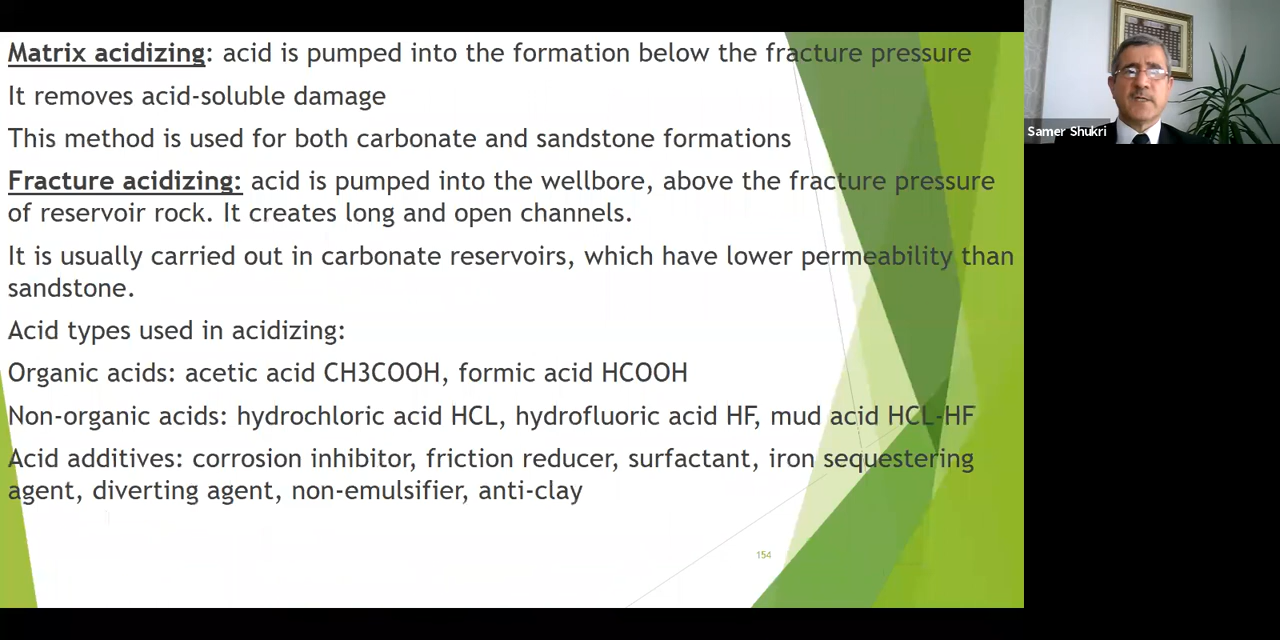 Matrix acidizing: acid is pumped into the formation below the fracture pressure
It removes acid-soluble damage
This method is used for both carbonate and sandstone formations
Fracture acidizing: acid is pumped into the wellbore, above the fracture pressure
of reservoir rock. It creates long and open channels.
It is usually carried out in carbonate reservoirs, which have lower permeability than
sandstone.
Acid types used in acidizing:
Organic acids: acetic acid CH3COOH, formic acid HCOOH
Non-organic acids: hydrochloric acid HCL, hydrofluoric acid HF, mud acid HCL-HF
Acid additives: corrosion inhibitor, friction reducer, surfactant, iron sequestering
agent, diverting agent, non-emulsifier, anti-clay
154
Samer Shukri